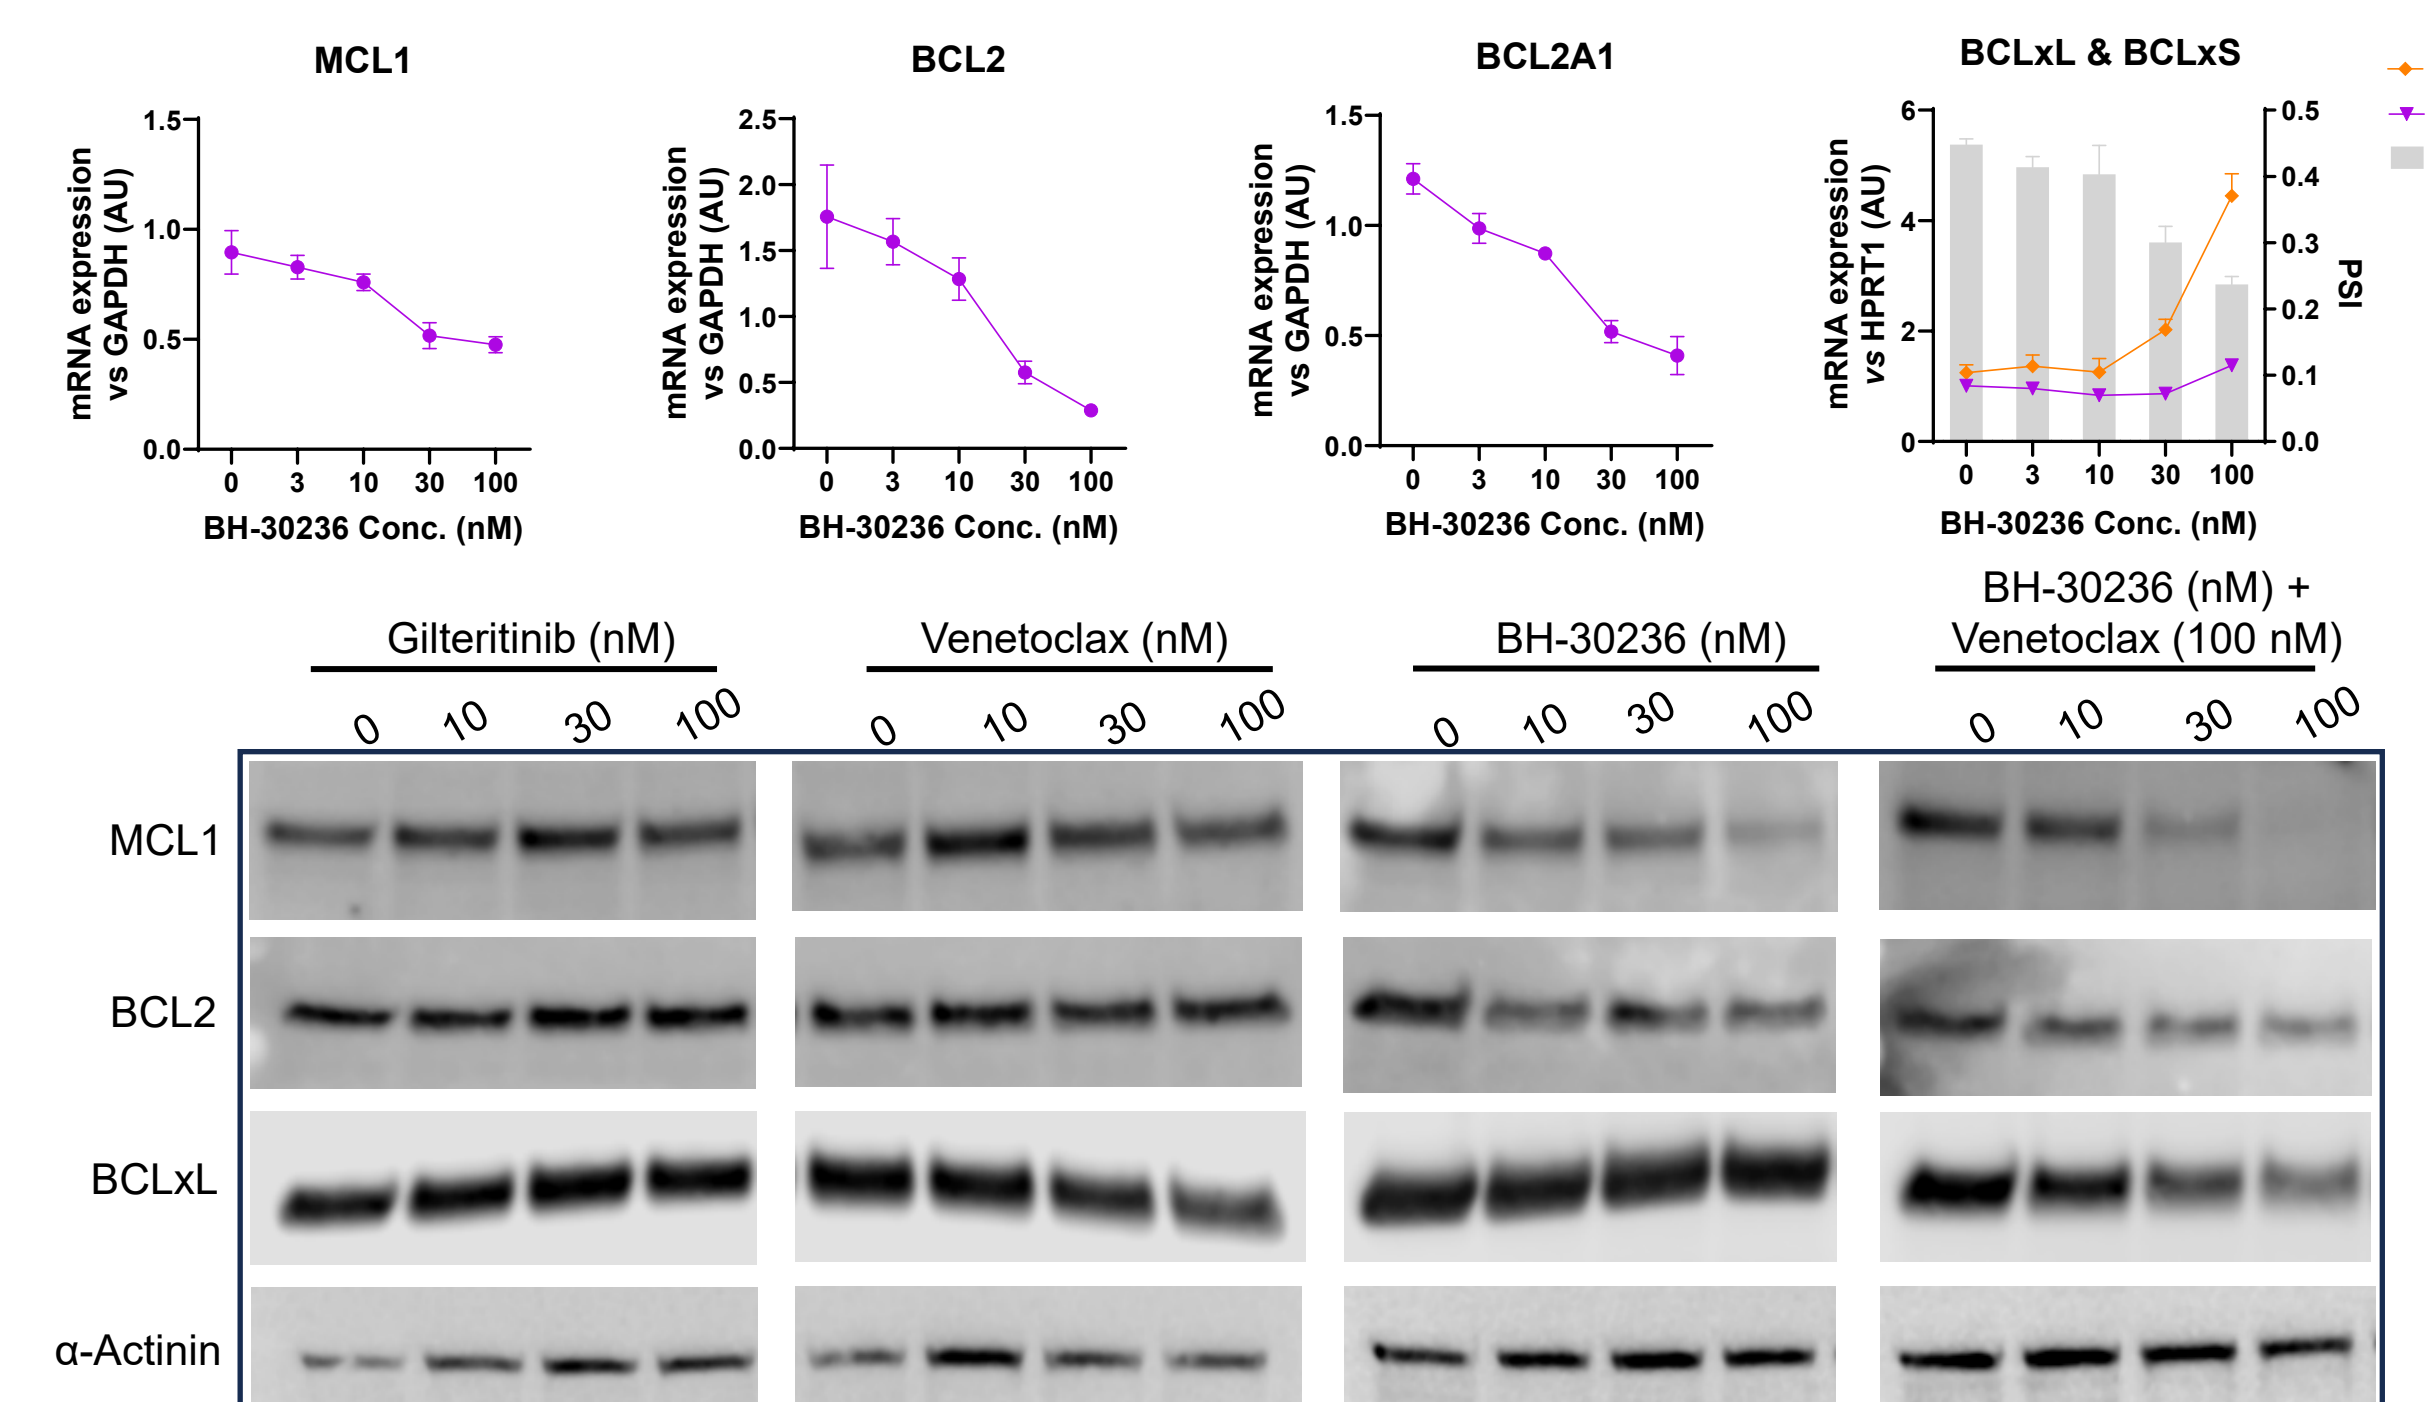 MCL1
mRNA expression
vs GAPDH (AU)
1.5
1.0
0.5
0.0
0 3 10 30 100
BH-30236 Conc. (nM)
BCL2
mRNA expression
vs GAPDH (AU)
2.5
2.0
1.5
1.0
0.5
0.0
0 3 10 30 100
BH-30236 Conc. (nM)
BCL2A1
mRNA expression
vs GAPDH (AU)
1.5
1.0
0.5
0.0
0 3 10 30 100
BH-30236 Conc. (nM)
BCLxL & BCLxS
mRNA expression
vs HPRT1 (AU)
6
4
2
0
0.5
0.4
0.3
0.2
0.1
0.0
PSI
0 3 10 30 100
BH-30236 Conc. (nM)
Gilteritinib (nM)
0 10 30 100
Venetoclax (nM)
0 10 30 100
BH-30236 (nM)
0 10 30 100
BH-30236 (nM) +
Venetoclax (100 nM)
0 10 30 100
MCL1
BCL2
BCLxL
α-Actinin